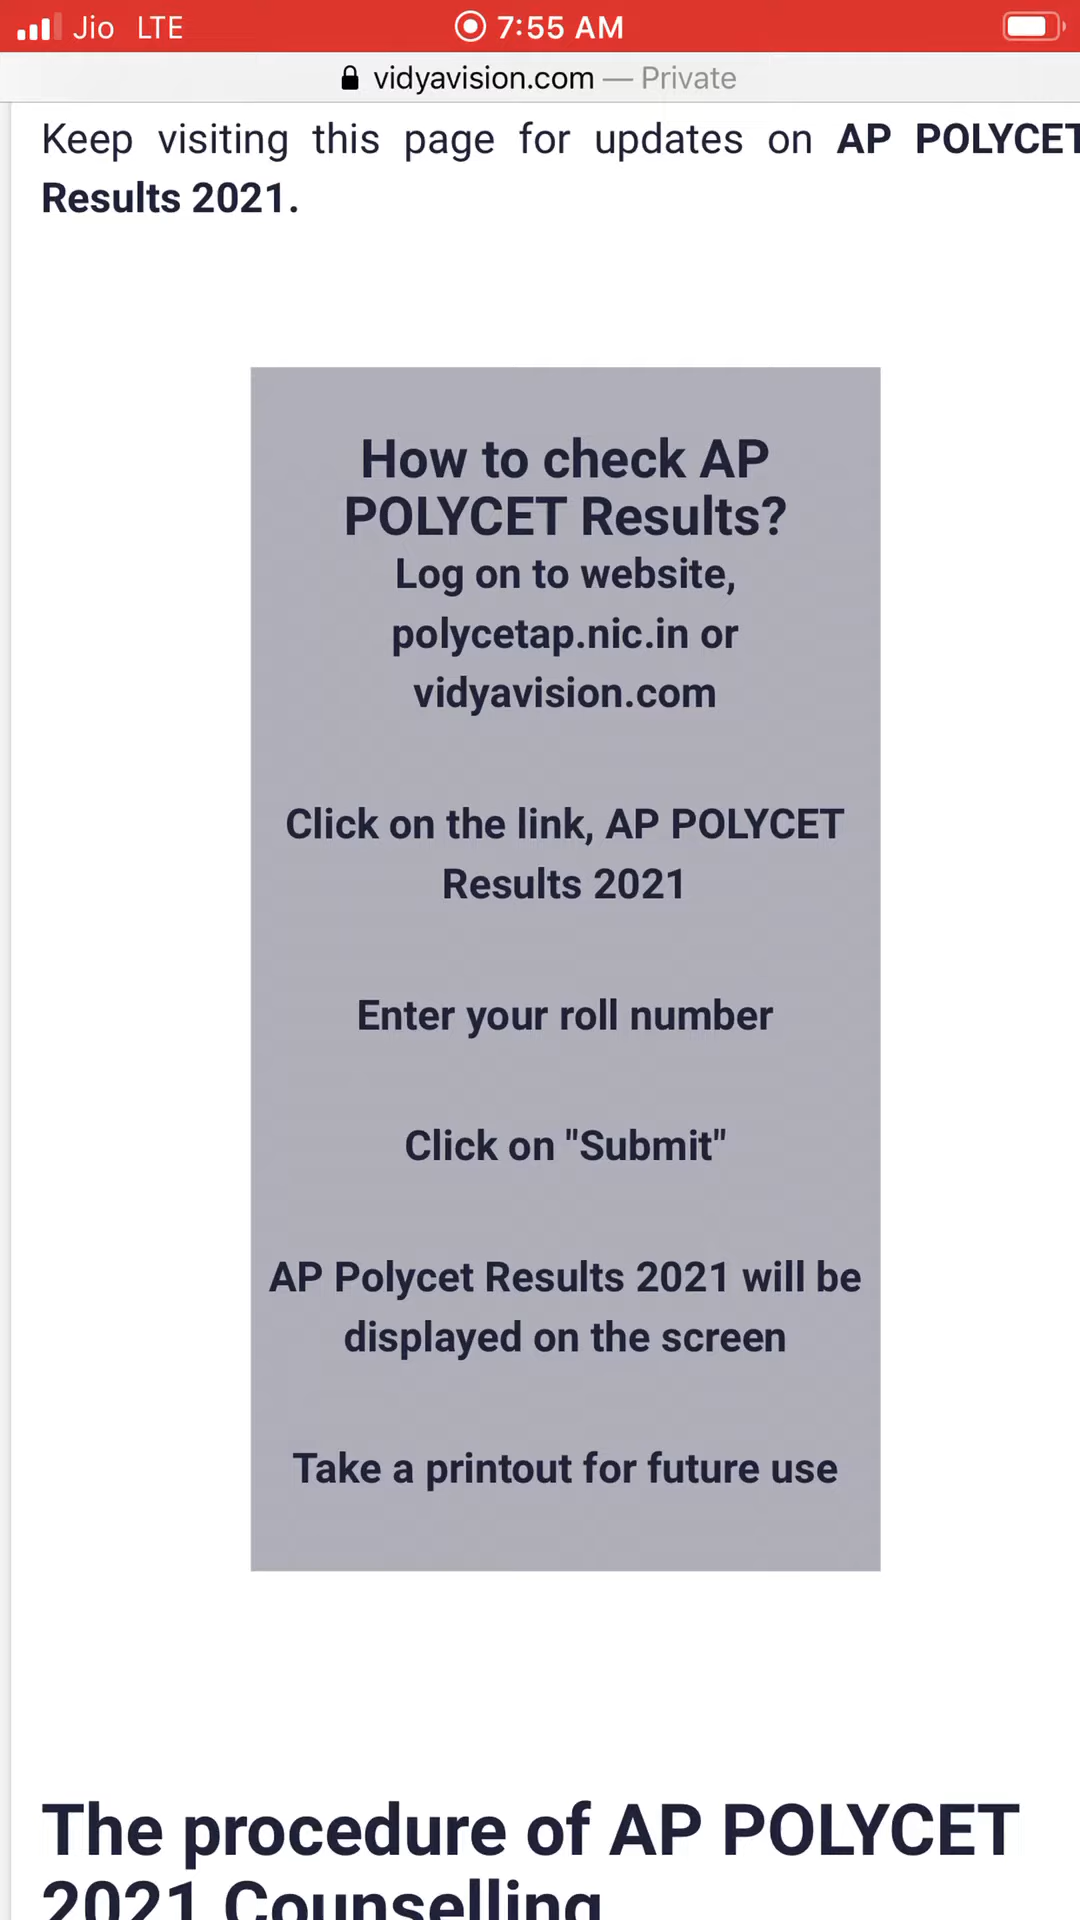 Jio LTE 7:55 AM
vidyavision.com — Private
Keep visiting this page for updates on AP POLYCET
Results 2021.
How to check AP
POLYCET Results?
Log on to website,
polycetap.nic.in or
vidyavision.com
Click on the link, AP POLYCET
Results 2021
Enter your roll number
Click on "Submit"
AP Polycet Results 2021 will be
displayed on the screen
Take a printout for future use
The procedure of AP POLYCET
2021 Counselling